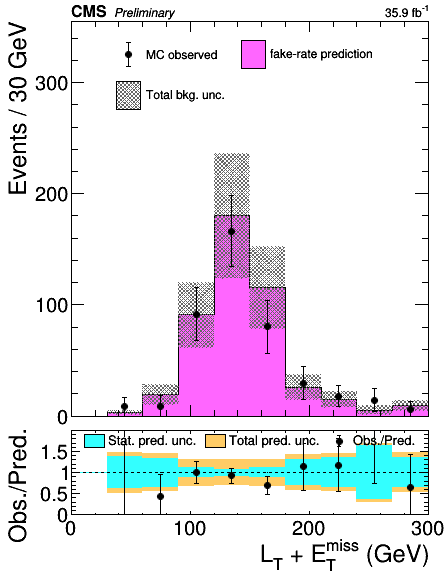 CMS Preliminary 35.9 fb⁻¹
Events / 30 GeV
MC observed
fake-rate prediction
Total bkg. unc.
300
200
100
0
Obs./Pred.
Stat. pred. unc.
Total pred. unc.
Obs./Pred.
1.5
1
0.5
0
0 100 200 300
L_T + E_T^miss (GeV)